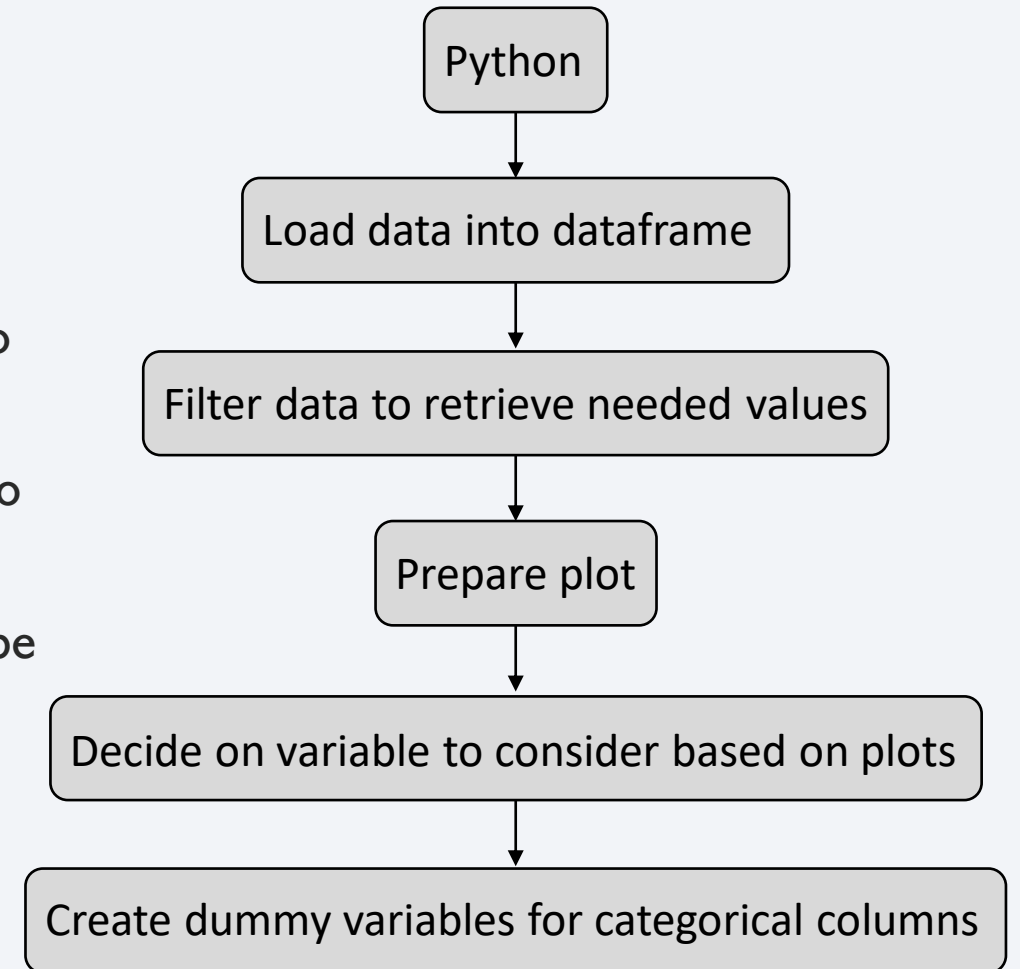 Python
Load data into dataframe
Filter data to retrieve needed values
Prepare plot
Decide on variable to consider based on plots
Create dummy variables for categorical columns